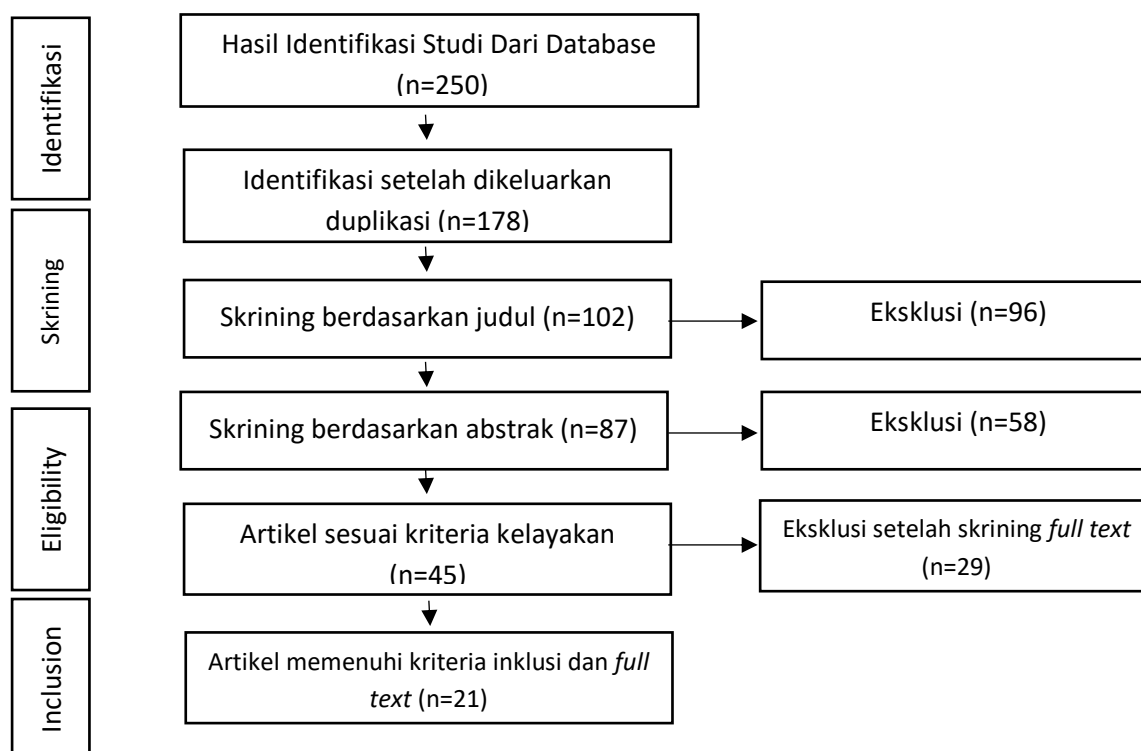 Identifikasi
Hasil Identifikasi Studi Dari Database
(n=250)
Identifikasi setelah dikeluarkan
duplikasi (n=178)
Skrining
Skrining berdasarkan judul (n=102)
Eksklusi (n=96)
Skrining berdasarkan abstrak (n=87)
Eksklusi (n=58)
Eligibility
Artikel sesuai kriteria kelayakan
(n=45)
Eksklusi setelah skrining full text
(n=29)
Inclusion
Artikel memenuhi kriteria inklusi dan full
text (n=21)